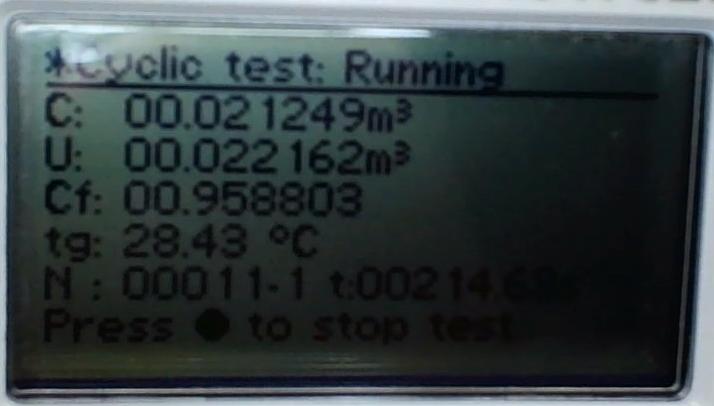 *Cyclic test: Running
C: 00.021249m³
U: 00.022162m³
Cf: 00.958803
tg: 28.43 °C
N : 00011-1 t:00214.68s
Press ● to stop test